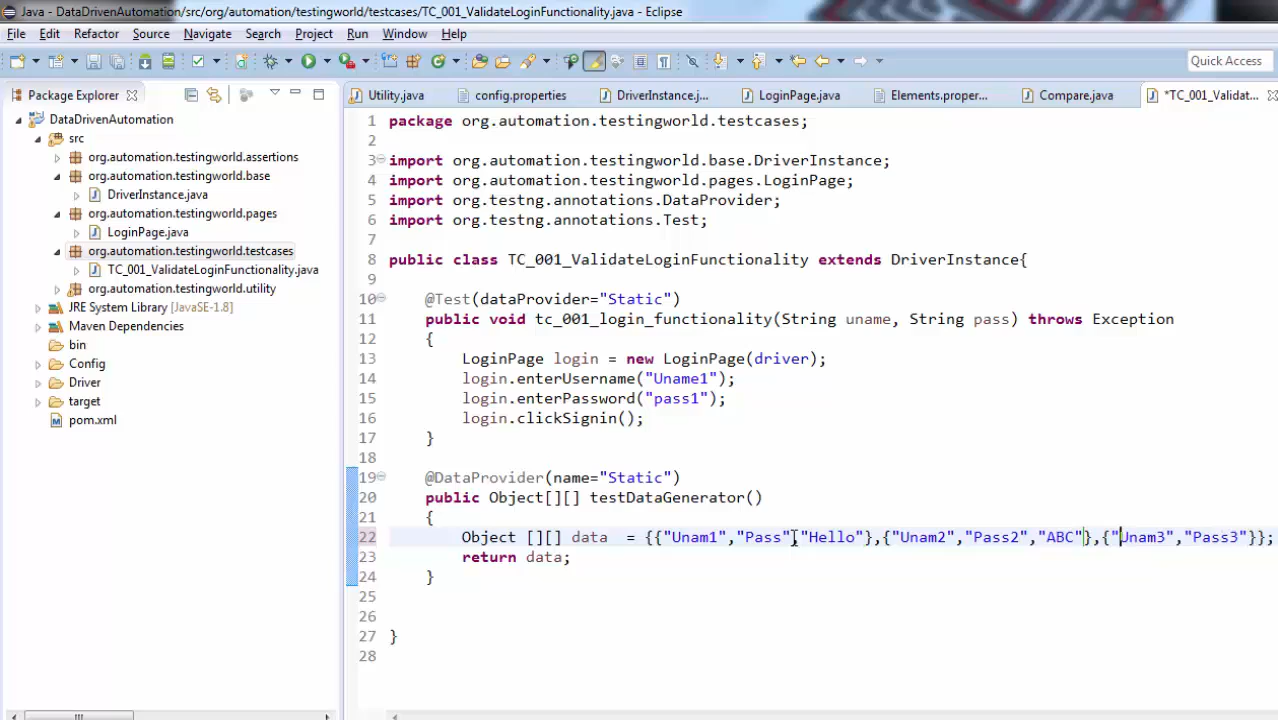 Java - DataDrivenAutomation/src/org/automation/testingworld/testcases/TC_001_ValidateLoginFunctionality.java - Eclipse
File Edit Refactor Source Navigate Search Project Run Window Help
Quick Access
Package Explorer
DataDrivenAutomation
src
org.automation.testingworld.assertions
org.automation.testingworld.base
DriverInstance.java
org.automation.testingworld.pages
LoginPage.java
org.automation.testingworld.testcases
TC_001_ValidateLoginFunctionality.java
org.automation.testingworld.utility
JRE System Library [JavaSE-1.8]
Maven Dependencies
bin
Config
Driver
target
pom.xml
Utility.java config.properties DriverInstance.j... LoginPage.java Elements.proper... Compare.java *TC_001_Validat...
1 package org.automation.testingworld.testcases;
2
3 import org.automation.testingworld.base.DriverInstance;
4 import org.automation.testingworld.pages.LoginPage;
5 import org.testng.annotations.DataProvider;
6 import org.testng.annotations.Test;
7
8 public class TC_001_ValidateLoginFunctionality extends DriverInstance{
9
10 @Test(dataProvider="Static")
11 public void tc_001_login_functionality(String uname, String pass) throws Exception
12 {
13 LoginPage login = new LoginPage(driver);
14 login.enterUsername("Uname1");
15 login.enterPassword("pass1");
16 login.clickSignin();
17 }
18
19 @DataProvider(name="Static")
20 public Object[][] testDataGenerator()
21 {
22 Object [][] data = {{"Unam1","Pass","Hello"},{"Unam2","Pass2","ABC"},{"Unam3","Pass3"}};
23 return data;
24 }
25
26
27 }
28